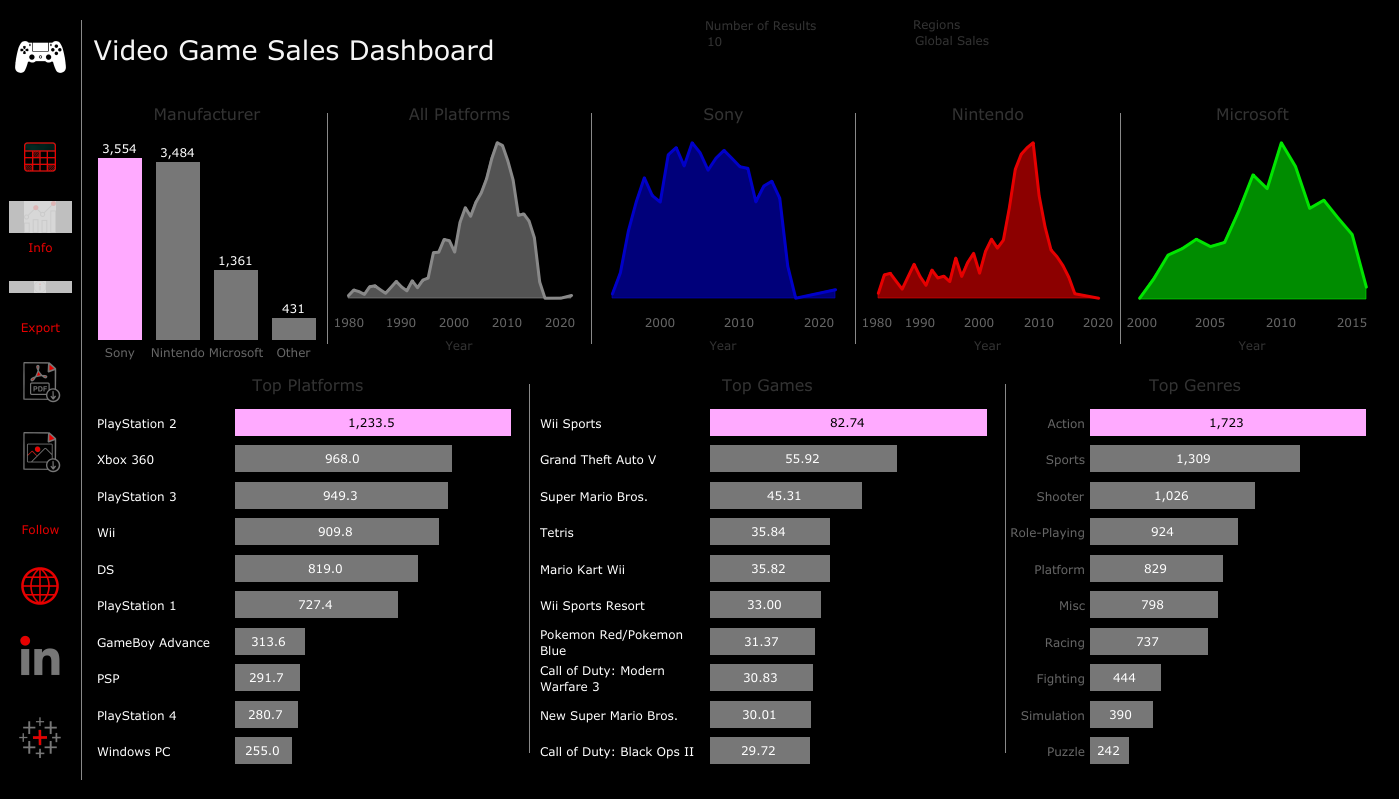 Number of Results
10
Regions
Global Sales
Video Game Sales Dashboard
Info
Export
PDF
Follow
in
Manufacturer
3,554
3,484
1,361
431
Sony
Nintendo
Microsoft
Other
All Platforms
1980
1990
2000
2010
2020
Year
Sony
2000
2010
2020
Year
Nintendo
1980
1990
2000
2010
2020
Year
Microsoft
2000
2005
2010
2015
Year
Top Platforms
PlayStation 2 1,233.5
Xbox 360 968.0
PlayStation 3 949.3
Wii 909.8
DS 819.0
PlayStation 1 727.4
GameBoy Advance 313.6
PSP 291.7
PlayStation 4 280.7
Windows PC 255.0
Top Games
Wii Sports 82.74
Grand Theft Auto V 55.92
Super Mario Bros. 45.31
Tetris 35.84
Mario Kart Wii 35.82
Wii Sports Resort 33.00
Pokemon Red/Pokemon
Blue 31.37
Call of Duty: Modern
Warfare 3 30.83
New Super Mario Bros. 30.01
Call of Duty: Black Ops II 29.72
Top Genres
Action 1,723
Sports 1,309
Shooter 1,026
Role-Playing 924
Platform 829
Misc 798
Racing 737
Fighting 444
Simulation 390
Puzzle 242